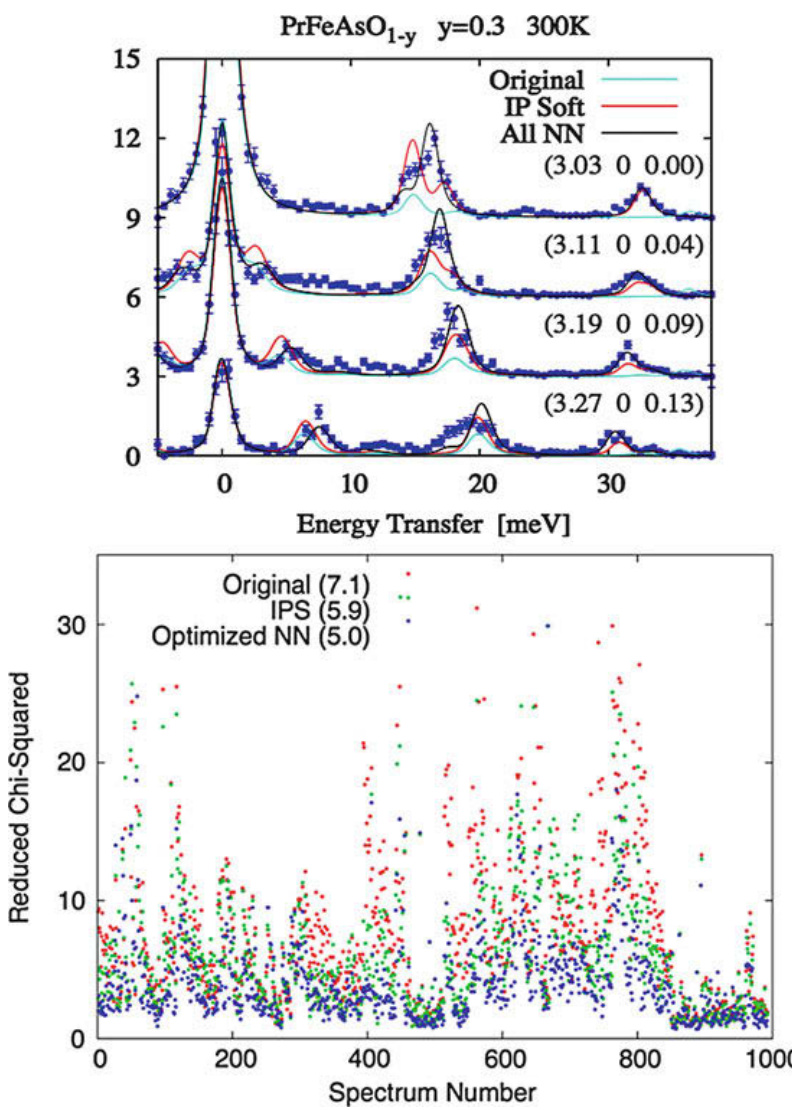 PrFeAsO1-y y=0.3 300K
15
12
9
6
3
0
Original
IP Soft
All NN
(3.03 0 0.00)
(3.11 0 0.04)
(3.19 0 0.09)
(3.27 0 0.13)
0 10 20 30
Energy Transfer [meV]
Original (7.1)
IPS (5.9)
Optimized NN (5.0)
Reduced Chi-Squared
30
20
10
0
0 200 400 600 800 1000
Spectrum Number